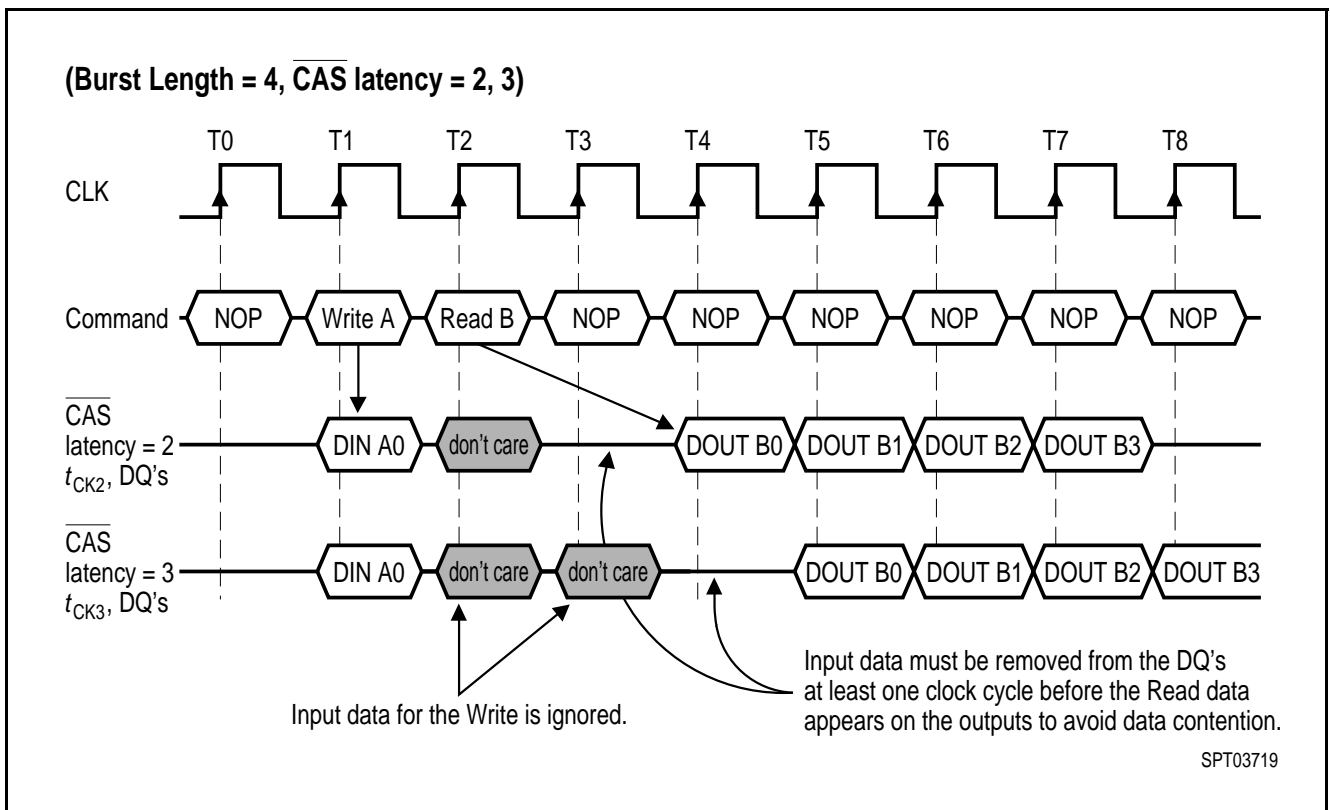 (Burst Length = 4, CAS latency = 2, 3)
T0 T1 T2 T3 T4 T5 T6 T7 T8
CLK
Command NOP Write A Read B NOP NOP NOP NOP NOP NOP
CAS
latency = 2
tCK2, DQ's
DIN A0 don't care DOUT B0 DOUT B1 DOUT B2 DOUT B3
CAS
latency = 3
tCK3, DQ's
DIN A0 don't care don't care DOUT B0 DOUT B1 DOUT B2 DOUT B3
Input data for the Write is ignored.
Input data must be removed from the DQ's
at least one clock cycle before the Read data
appears on the outputs to avoid data contention.
SPT03719